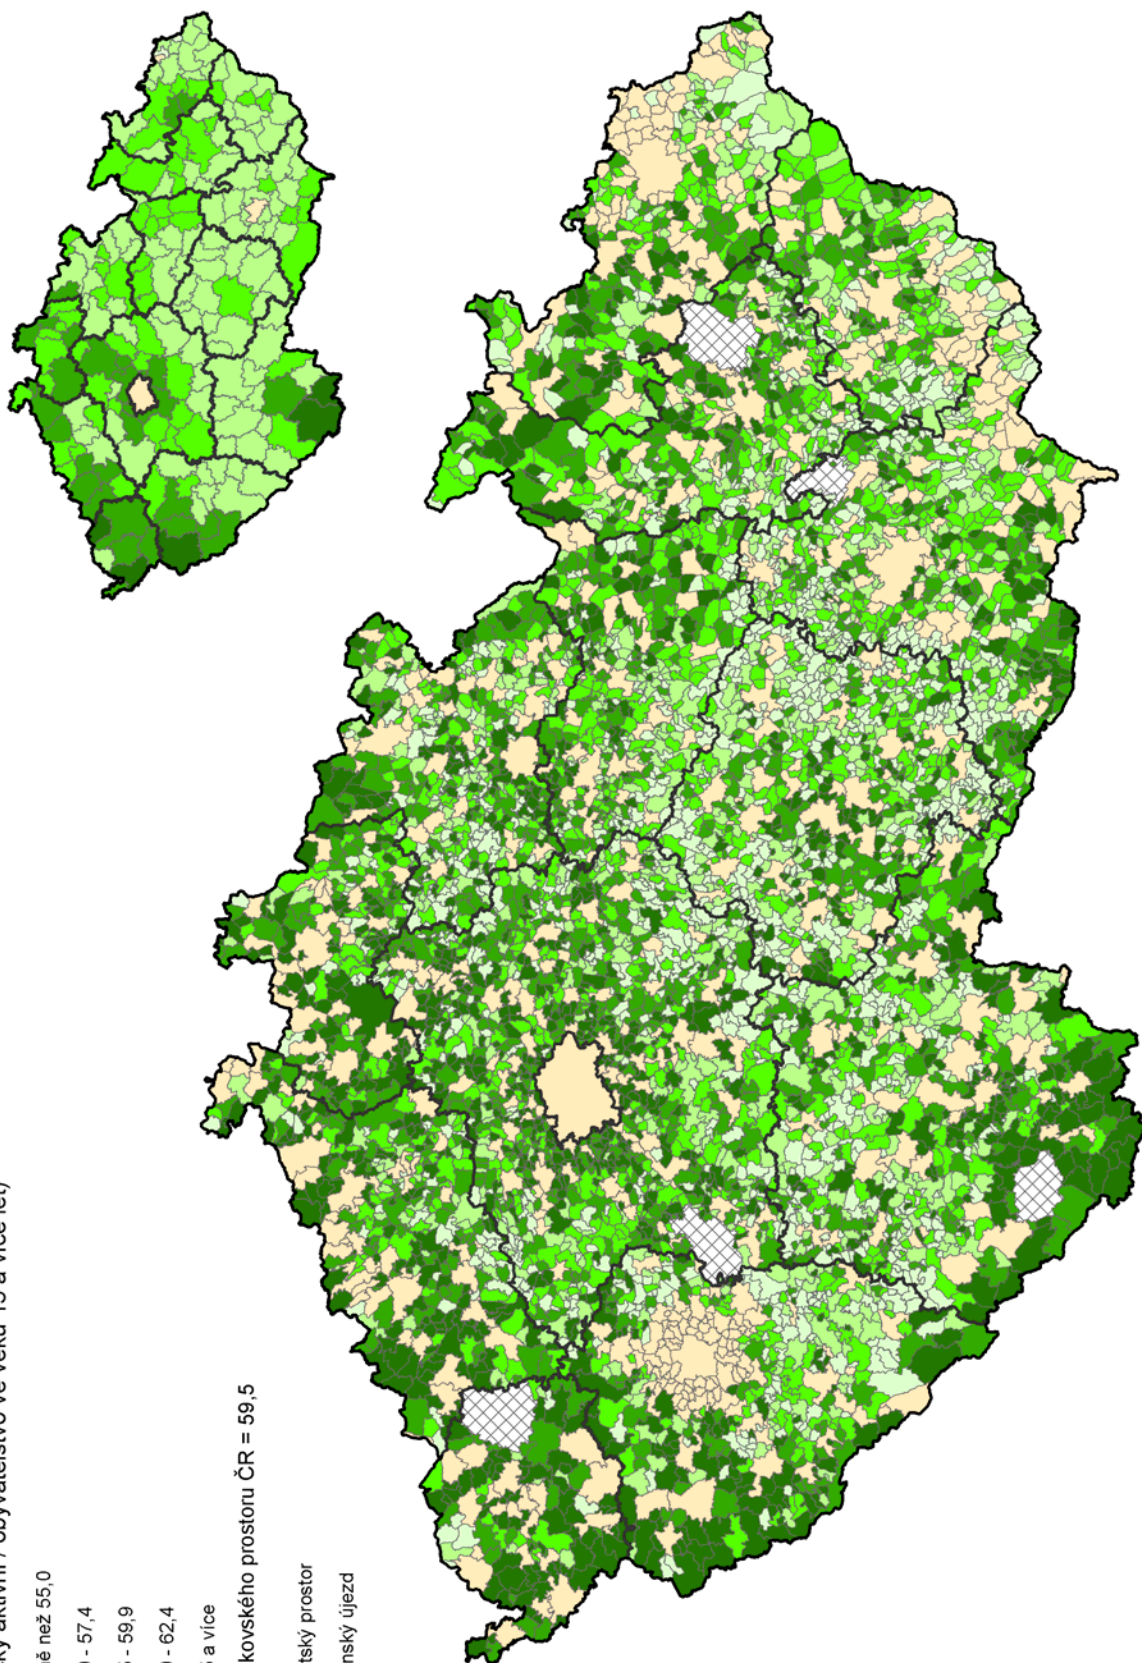 ky aktivní / obyvatelstvo ve věku 15 a více let)
ně než 55,0
- 57,4
- 59,9
- 62,4
a více
kovského prostoru ČR = 59,5
tský prostor
nský újezd